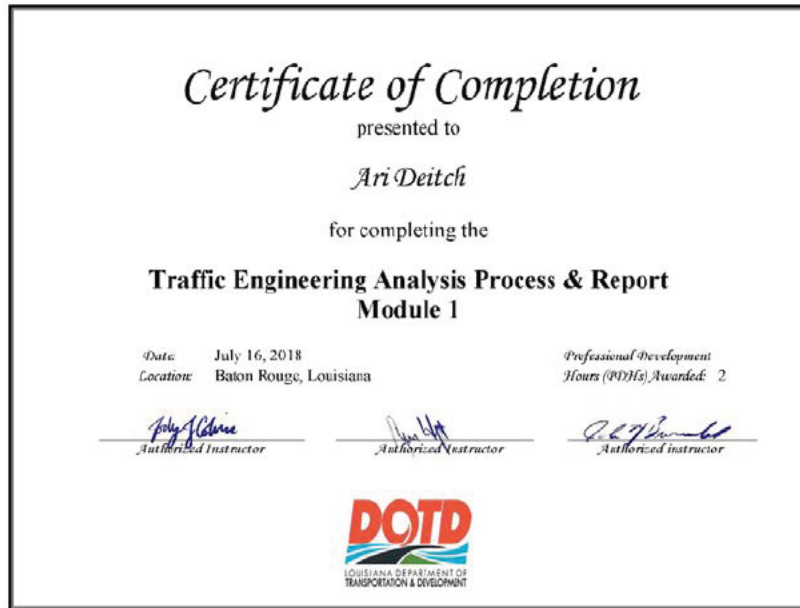 Certificate of Completion
presented to
Ari Deitch
for completing the
Traffic Engineering Analysis Process & Report
Module 1
Date: July 16, 2018
Location: Baton Rouge, Louisiana
Professional Development
Hours (PDHs) Awarded: 2
Authorized Instructor
Authorized Instructor
Authorized instructor
DOTD
LOUISIANA DEPARTMENT OF
TRANSPORTATION & DEVELOPMENT